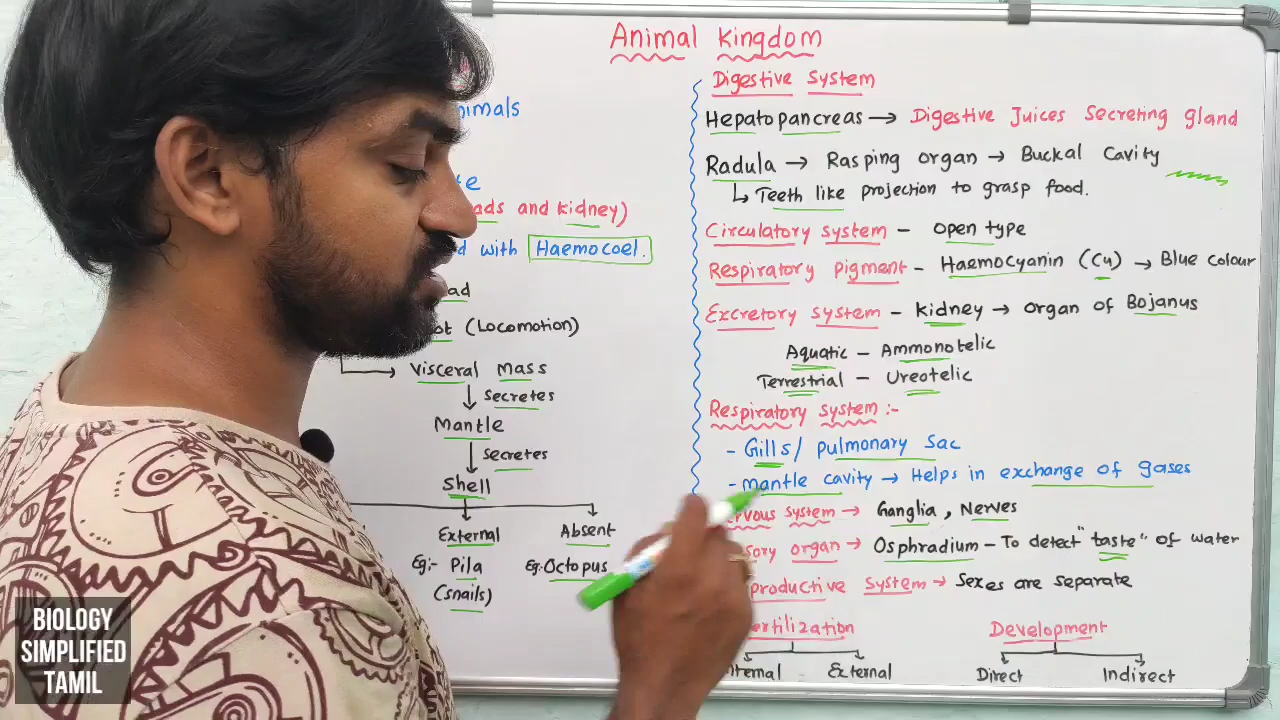 Animal Kingdom
nimals
te
ads and kidney)
d with Haemocoel.
ad
ot (Locomotion)
Visceral Mass
Secretes
Mantle
Secretes
Shell
External
Absent
Eg:- Pila
(snails)
Eg:- Octopus
Digestive System
Hepatopancreas → Digestive Juices Secreting gland
Radula → Rasping organ → Buckal Cavity
↳ Teeth like projection to grasp food.
Circulatory system – open type
Respiratory Pigment – Haemocyanin (Cu) → Blue colour
Excretory system – kidney → organ of Bojanus
Aquatic – Ammonotelic
Terrestrial – Ureotelic
Respiratory system :-
- Gills/ pulmonary Sac
- mantle cavity → Helps in exchange of gases
ervous system → Ganglia, Nerves
sory organ → Osphradium – To detect "taste" of water
productive system → Sexes are separate
ertilization
Development
nternal
External
Direct
Indirect
BIOLOGY
SIMPLIFIED
TAMIL